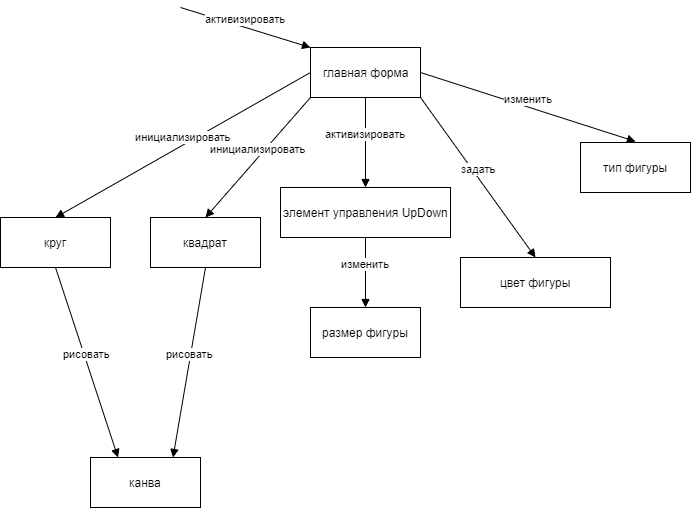 активизировать
главная форма
изменить
инициализировать
активизировать
инициализировать
задать
тип фигуры
элемент управления UpDown
круг
квадрат
изменить
цвет фигуры
размер фигуры
рисовать
рисовать
канва